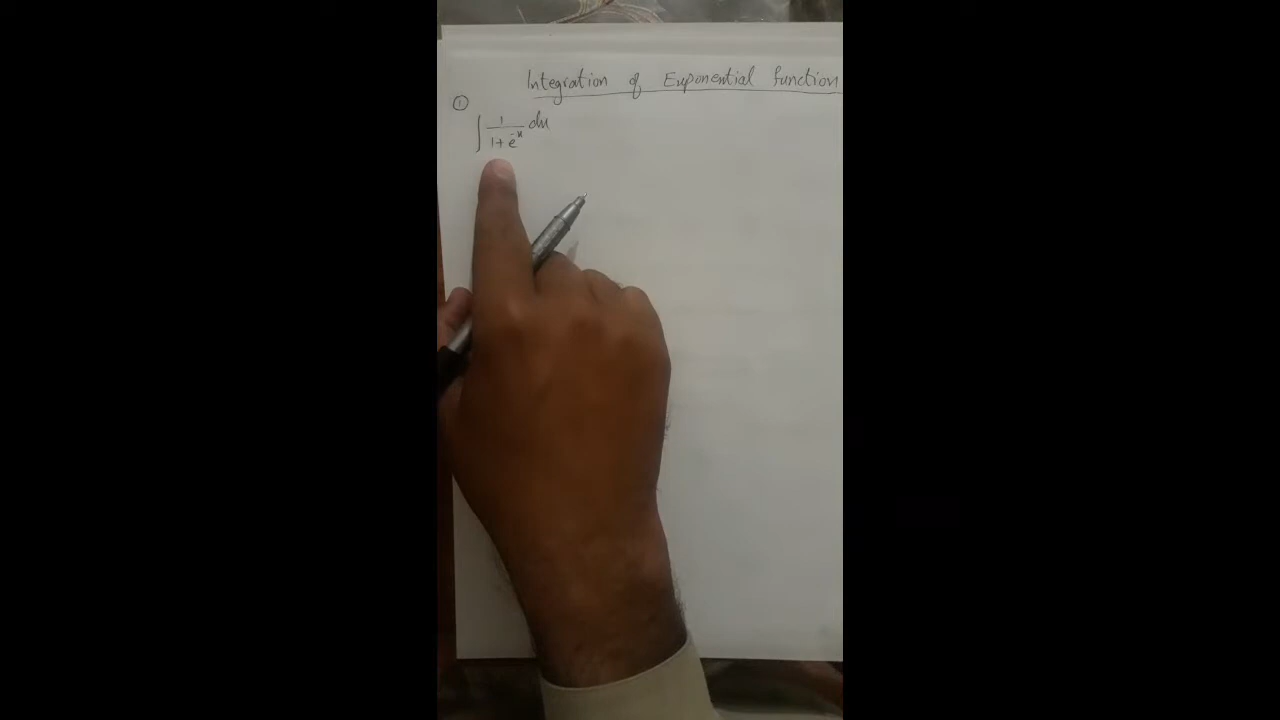 Integration of Exponential function
①
∫ 1/(1+e^-x) dx